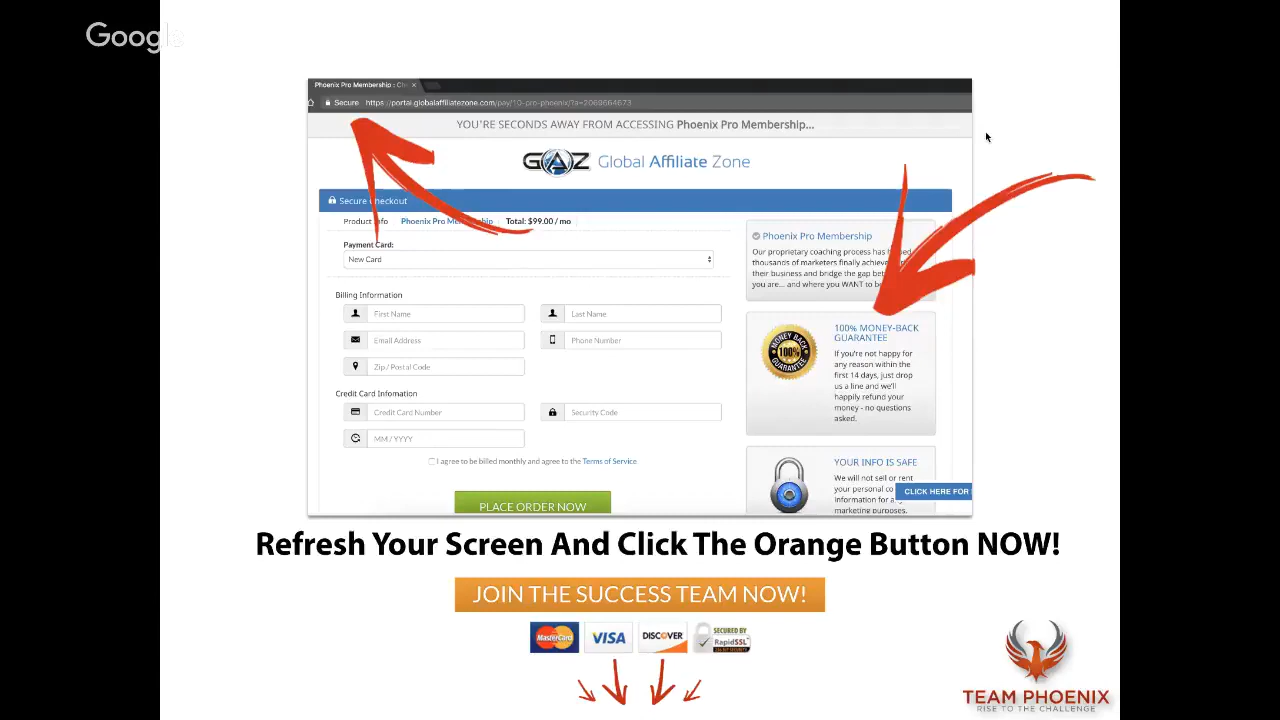 Google
Phoenix Pro Membership : Ch
Secure https://portal.globalaffiliatezone.com/pay/10-pro-phoenix/?a=2069664673
YOU'RE SECONDS AWAY FROM ACCESSING Phoenix Pro Membership...
GAZ Global Affiliate Zone
Secure Checkout
Product Info Phoenix Pro Membership Total: $99.00 / mo
Payment Card:
New Card
Billing Information
First Name Last Name
Email Address Phone Number
Zip / Postal Code
Credit Card Infomation
Credit Card Number Security Code
MM / YYYY
I agree to be billed monthly and agree to the Terms of Service
PLACE ORDER NOW
Phoenix Pro Membership
Our proprietary coaching process has
thousands of marketers finally achieve
their business and bridge the gap
you are... and where you WANT to
MONEY BACK
100%
GUARANTEE
100% MONEY-BACK
GUARANTEE
If you're not happy for
any reason within the
first 14 days, just drop
us a line and we'll
happily refund your
money - no questions
asked.
YOUR INFO IS SAFE
We will not sell or rent
your personal co
information for any
marketing purposes.
CLICK HERE FOR
Refresh Your Screen And Click The Orange Button NOW!
JOIN THE SUCCESS TEAM NOW!
MasterCard VISA DISCOVER SECURED BY
RapidSSL
TEAM PHOENIX
RISE TO THE CHALLENGE